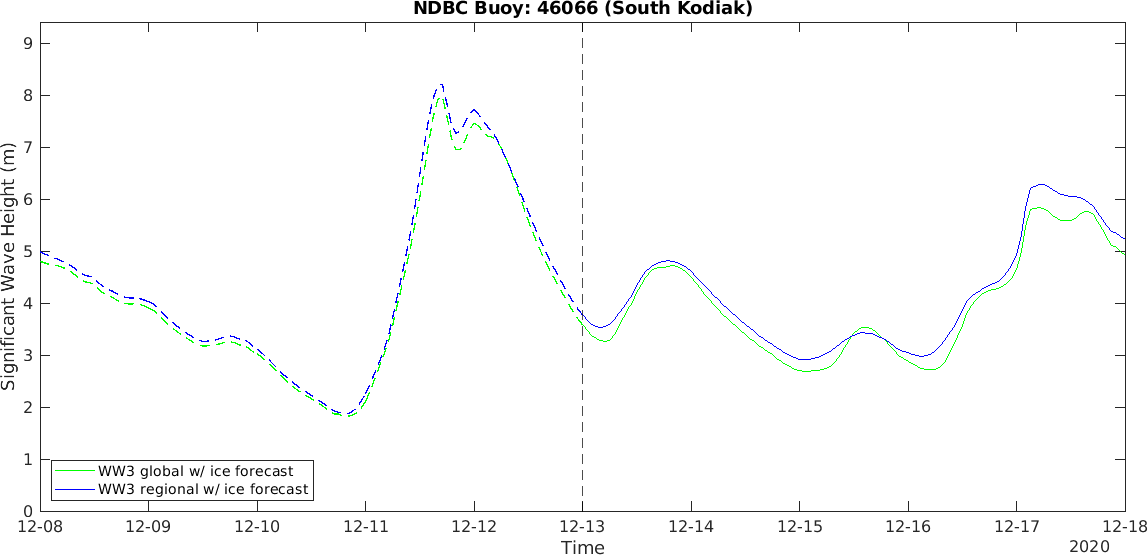 NDBC Buoy: 46066 (South Kodiak)
Significant Wave Height (m)
9
8
7
6
5
4
3
2
1
0
WW3 global w/ ice forecast
WW3 regional w/ ice forecast
12-08 12-09 12-10 12-11 12-12 12-13 12-14 12-15 12-16 12-17 12-18
Time
2020